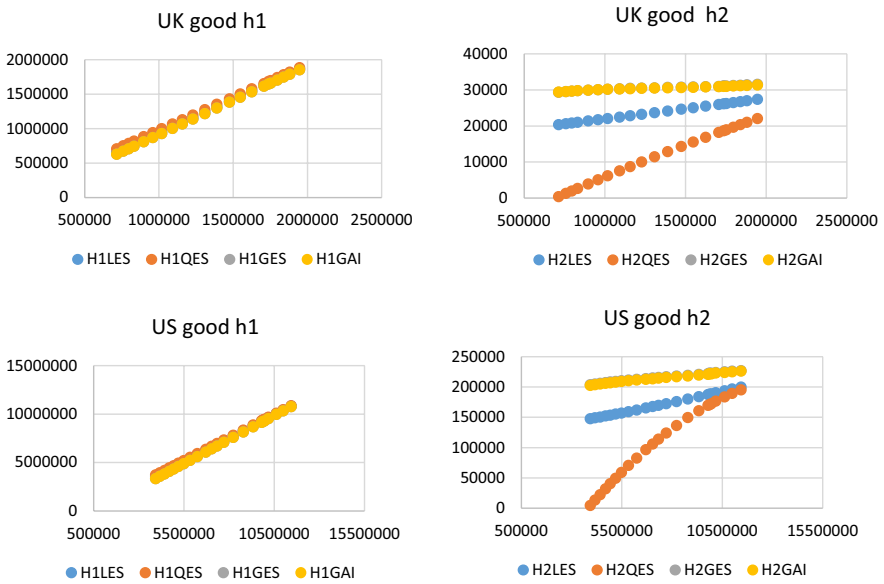 UK good h1
2000000
1500000
1000000
500000
0
500000 1000000 1500000 2000000 2500000
H1LES H1QES H1GES H1GAI
UK good h2
40000
30000
20000
10000
0
500000 1000000 1500000 2000000 2500000
H2LES H2QES H2GES H2GAI
US good h1
15000000
10000000
5000000
0
500000 5500000 10500000 15500000
H1LES H1QES H1GES H1GAI
US good h2
250000
200000
150000
100000
50000
0
500000 5500000 10500000 15500000
H2LES H2QES H2GES H2GAI